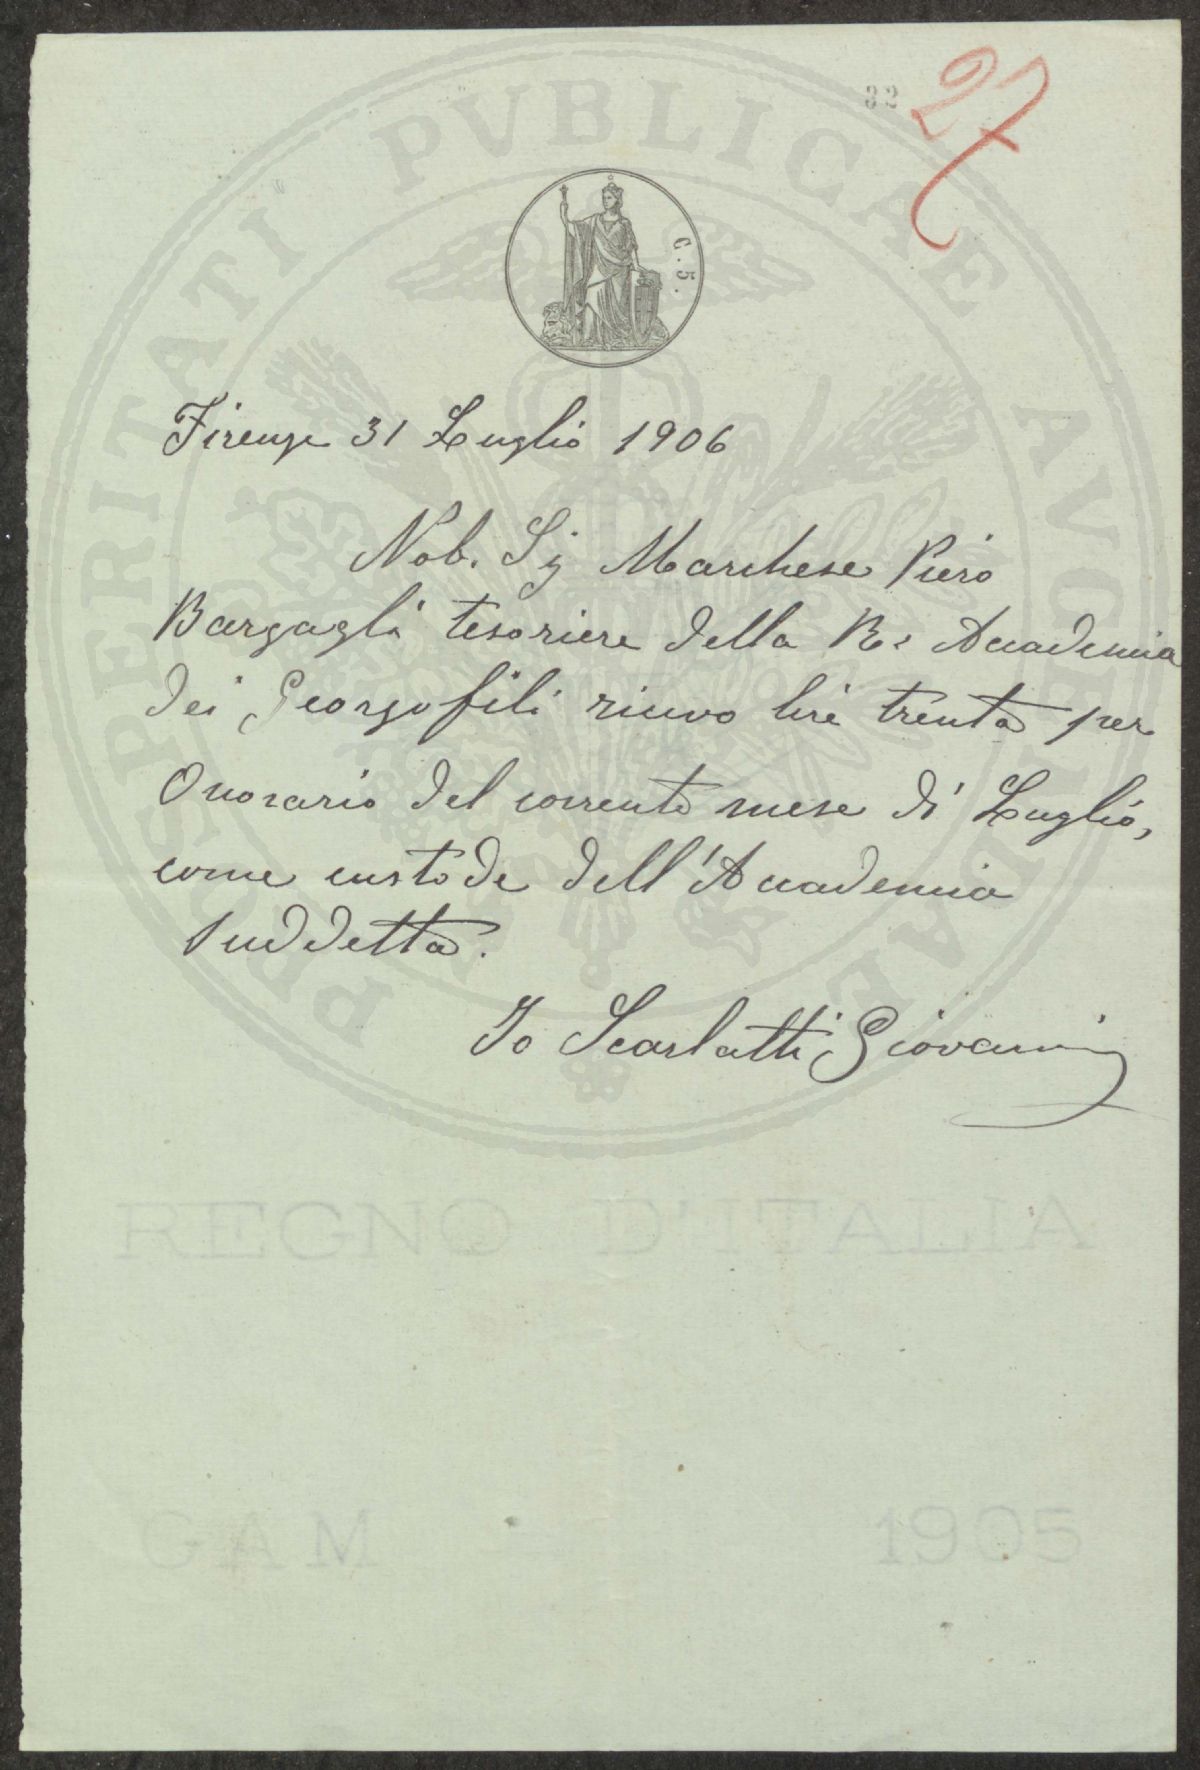 32 27
C. 5.
PROSPERITATI PVBLICAE AVGENDAE
Firenze 31 Luglio 1906
Nob. Sig Marchese Piero
Bargagli tesoriere della R. Accademia
dei Georgofili ricevo lire trenta per
Onorario del corrente mese di Luglio,
come custode dell'Accademia
suddetta.
Io Scarlatti Giovanni
REGNO D'ITALIA
GAM 1905